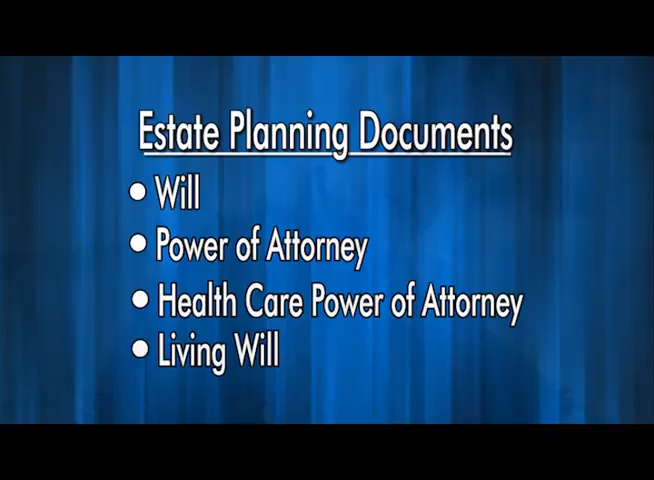 Estate Planning Documents
• Will
• Power of Attorney
• Health Care Power of Attorney
• Living Will